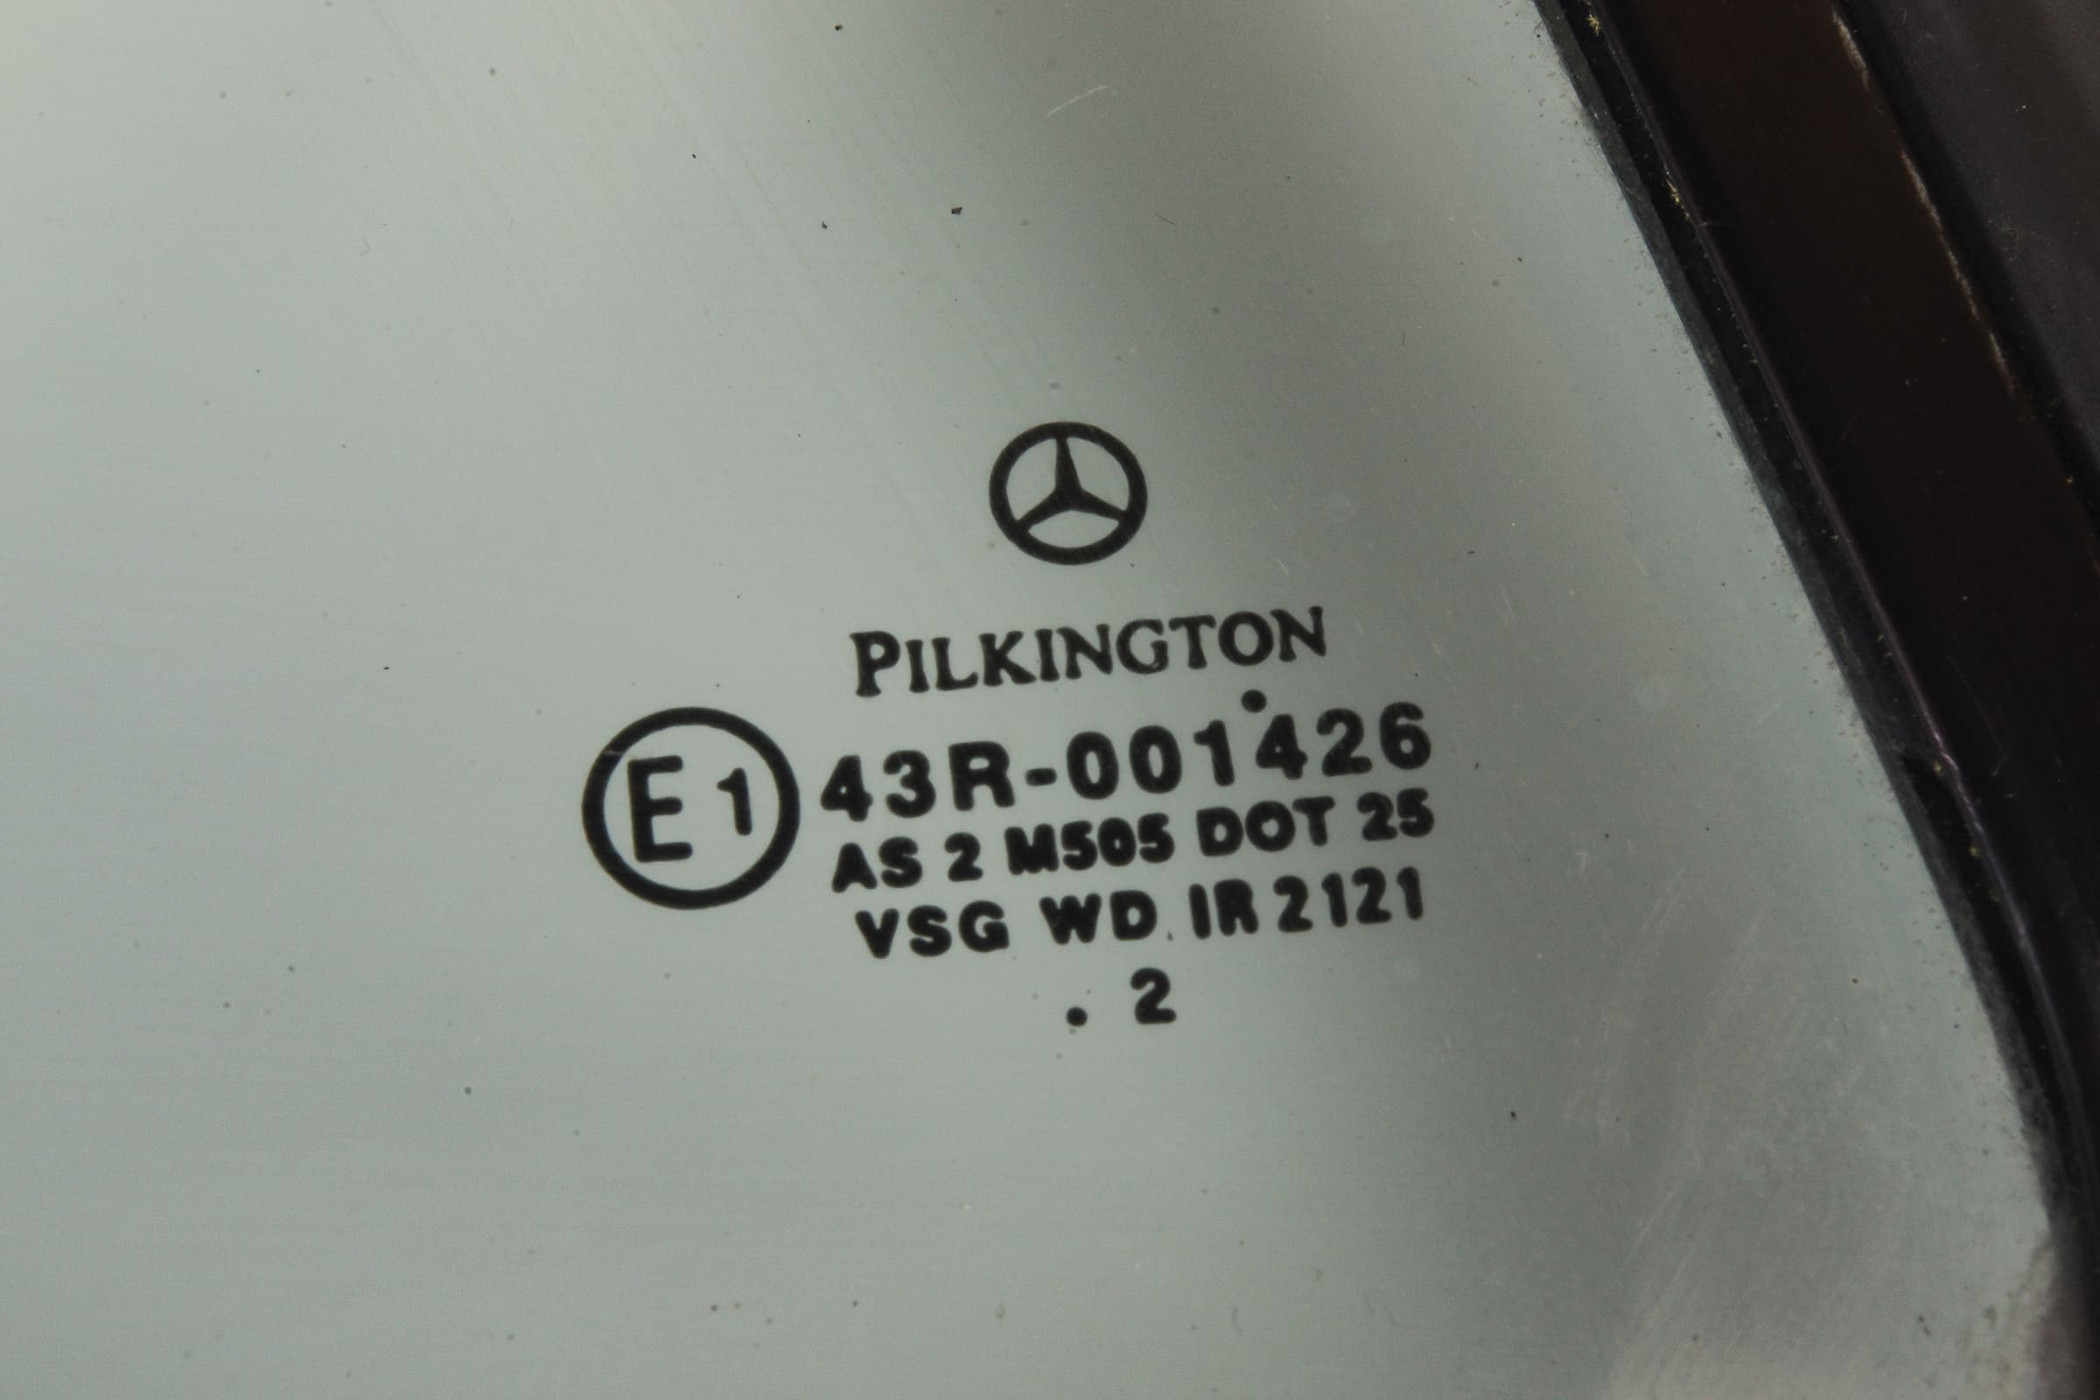 PILKINGTON
E1 43R-001426
AS 2 M505 DOT 25
VSG WD IR 2121
. 2